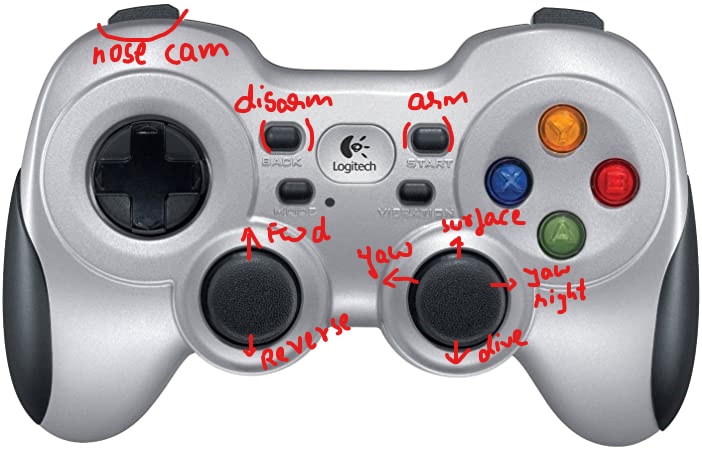 nose cam
disarm
arm
BACK
Logitech
START
Y
X
B
A
MODE
VIBRATION
Fwd
surface
yaw
yaw
right
Reverse
dive